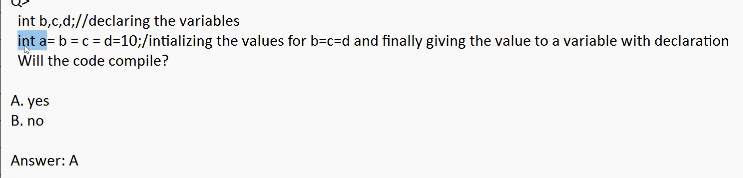 int b,c,d;//declaring the variables
int a= b = c = d=10;/intializing the values for b=c=d and finally giving the value to a variable with declaration
Will the code compile?
A. yes
B. no
Answer: A